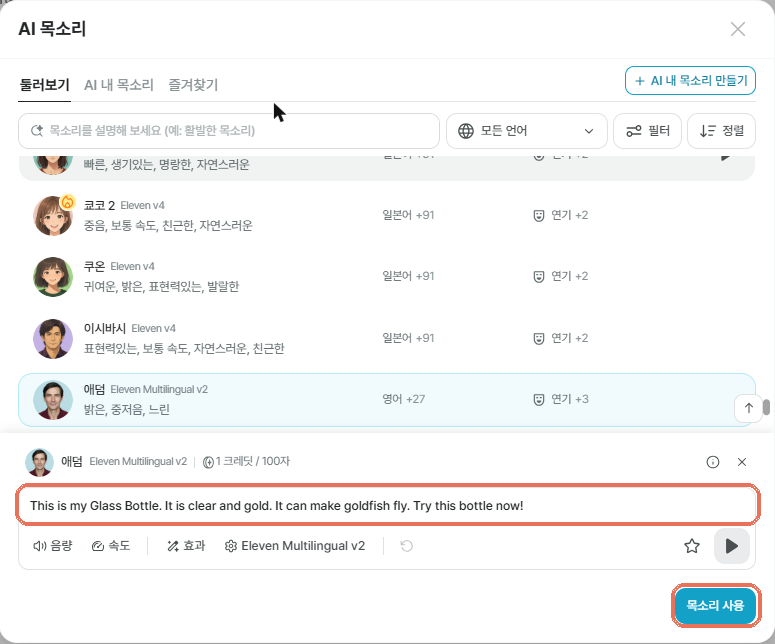 AI 목소리
둘러보기 AI 내 목소리 즐겨찾기
+ AI 내 목소리 만들기
목소리를 설명해 보세요 (예: 활발한 목소리)
모든 언어
필터
정렬
빠른, 생기있는, 명랑한, 자연스러운
쿄코 2 Eleven v4
중음, 보통 속도, 친근한, 자연스러운
일본어 +91
연기 +2
쿠온 Eleven v4
귀여운, 밝은, 표현력있는, 발랄한
일본어 +91
연기 +2
이시바시 Eleven v4
표현력있는, 보통 속도, 자연스러운, 친근한
일본어 +91
연기 +2
애덤 Eleven Multilingual v2
밝은, 중저음, 느린
영어 +27
연기 +3
애덤 Eleven Multilingual v2 1 크레딧 / 100자
This is my Glass Bottle. It is clear and gold. It can make goldfish fly. Try this bottle now!
음량 속도 효과 Eleven Multilingual v2
목소리 사용